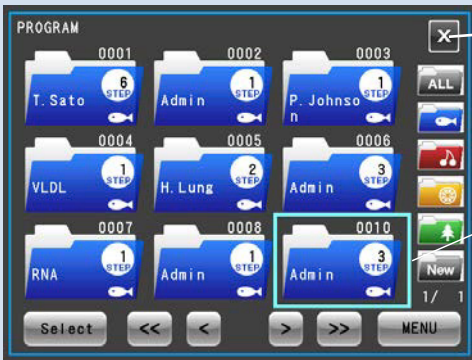 PROGRAM
X
0001 0002 0003
6 STEP 1 STEP 1 STEP
T.Sato Admin P.Johnso
n
ALL
0004 0005 0006
1 STEP 2 STEP 3 STEP
VLDL H.Lung Admin
0007 0008 0010
1 STEP 1 STEP 3 STEP
RNA Admin Admin
New
1/ 1
Select << < > >> MENU